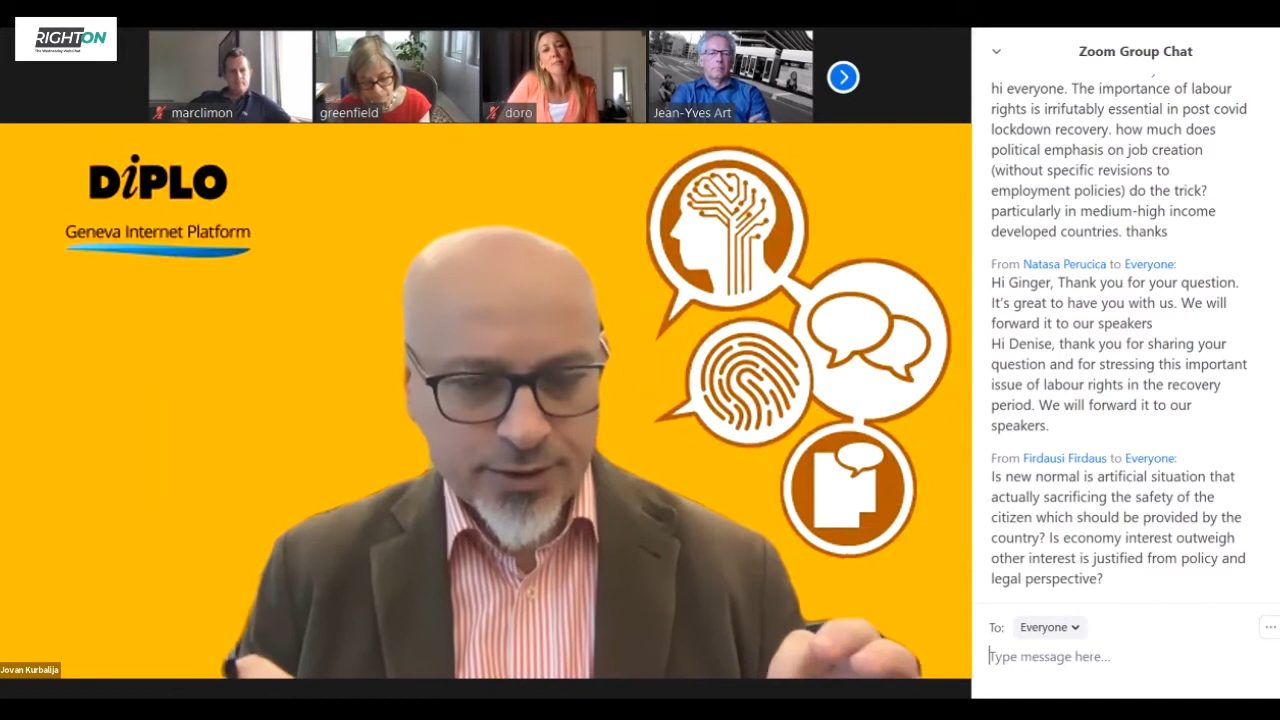 RIGHTON
The Wednesday Web Chat
marclimon
greenfield
doro
Jean-Yves Art
DiPLO
Geneva Internet Platform
Jovan Kurbalija
Zoom Group Chat
hi everyone. The importance of labour
rights is irrifutably essential in post covid
lockdown recovery. how much does
political emphasis on job creation
(without specific revisions to
employment policies) do the trick?
particularly in medium-high income
developed countries. thanks
From Natasa Perucica to Everyone:
Hi Ginger, Thank you for your question.
It's great to have you with us. We will
forward it to our speakers
Hi Denise, thank you for sharing your
question and for stressing this important
issue of labour rights in the recovery
period. We will forward it to our
speakers.
From Firdausi Firdaus to Everyone:
Is new normal is artificial situation that
actually sacrificing the safety of the
citizen which should be provided by the
country? Is economy interest outweigh
other interest is justified from policy and
legal perspective?
To: Everyone
Type message here...